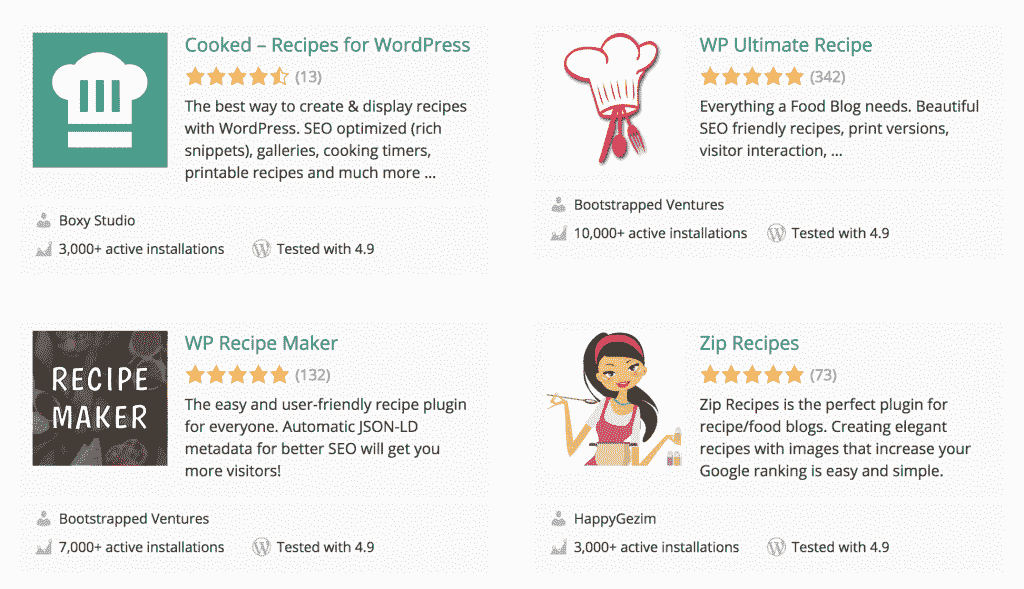 Cooked – Recipes for WordPress
(13)
The best way to create & display recipes
with WordPress. SEO optimized (rich
snippets), galleries, cooking timers,
printable recipes and much more ...
Boxy Studio
3,000+ active installations
Tested with 4.9
WP Ultimate Recipe
(342)
Everything a Food Blog needs. Beautiful
SEO friendly recipes, print versions,
visitor interaction, ...
Bootstrapped Ventures
10,000+ active installations
Tested with 4.9
RECIPE
MAKER
WP Recipe Maker
(132)
The easy and user-friendly recipe plugin
for everyone. Automatic JSON-LD
metadata for better SEO will get you
more visitors!
Bootstrapped Ventures
7,000+ active installations
Tested with 4.9
Zip Recipes
(73)
Zip Recipes is the perfect plugin for
recipe/food blogs. Creating elegant
recipes with images that increase your
Google ranking is easy and simple.
HappyGezim
3,000+ active installations
Tested with 4.9